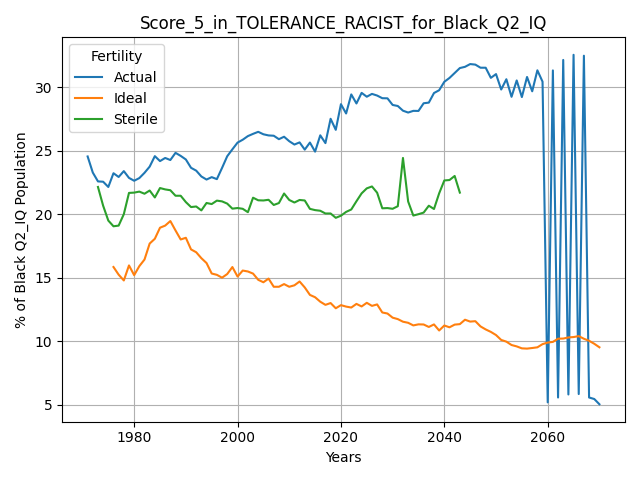 Score_5_in_TOLERANCE_RACIST_for_Black_Q2_IQ
Fertility
Actual
Ideal
Sterile
% of Black Q2_IQ Population
30
25
20
15
10
5
1980 2000 2020 2040 2060
Years